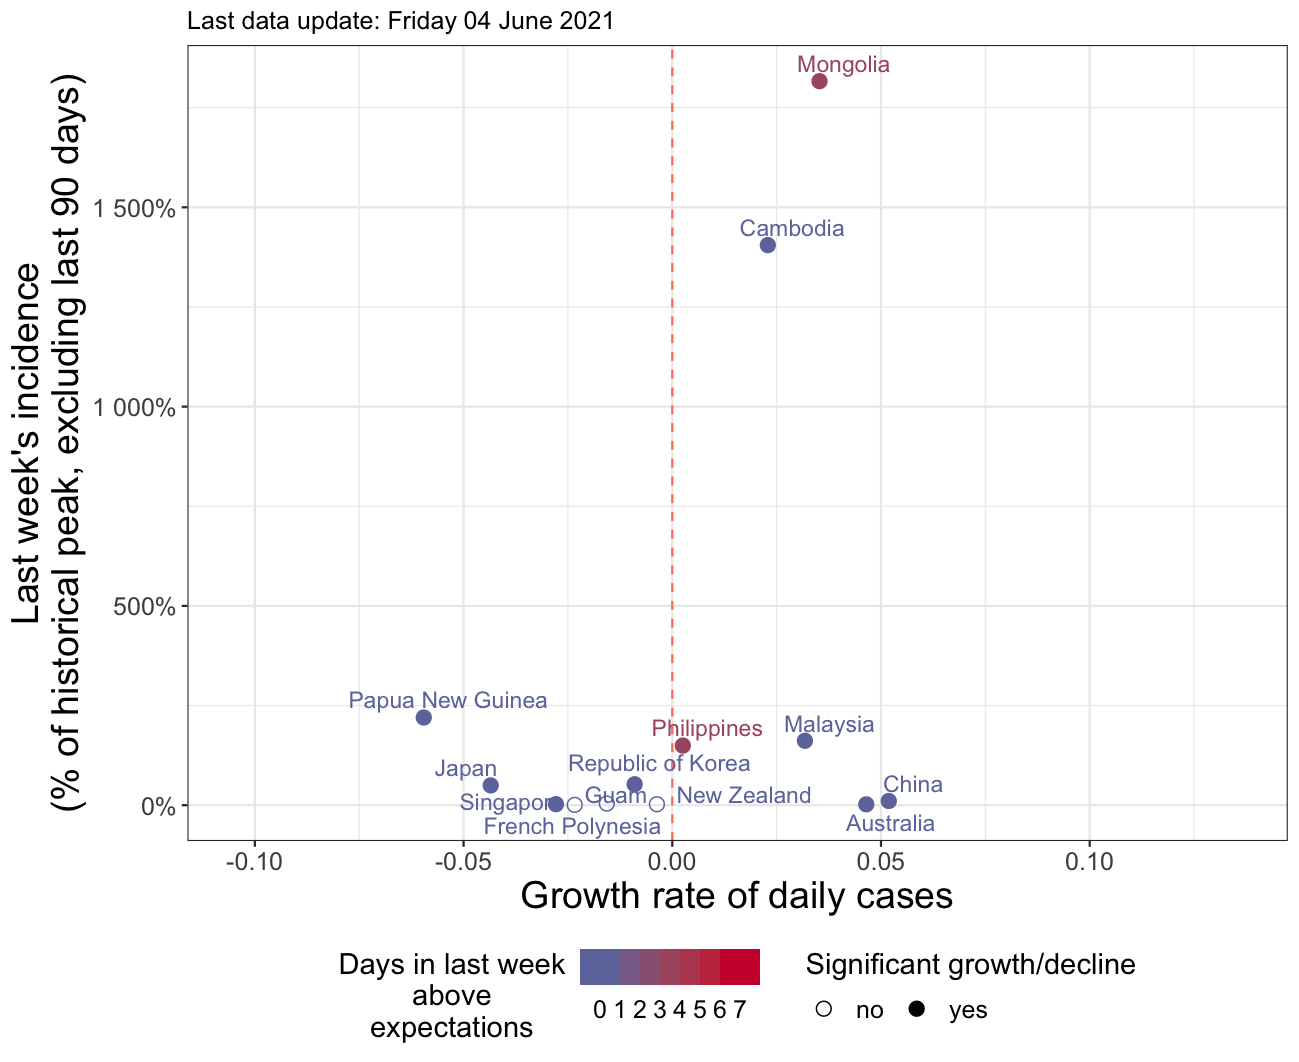 Last data update: Friday 04 June 2021
Last week's incidence
(% of historical peak, excluding last 90 days)
1 500%
1 000%
500%
0%
Mongolia
Cambodia
Papua New Guinea
Philippines
Malaysia
Japan
Republic of Korea
China
Singapor
Guam
New Zealand
French Polynesia
Australia
-0.10
-0.05
0.00
0.05
0.10
Growth rate of daily cases
Days in last week
above
expectations
0 1 2 3 4 5 6 7
Significant growth/decline
no
yes